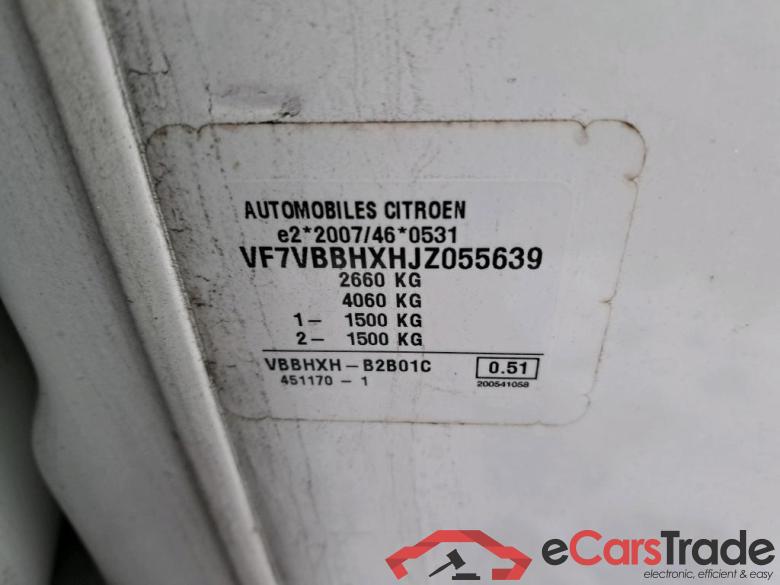 AUTOMOBILES CITROEN
e2*2007/46*0531
VF7VBBHXHJZ055639
2660 KG
4060 KG
1- 1500 KG
2- 1500 KG
VBBHXH-B2B01C 0.51
451170-1 200541058
eCarsTrade
electronic, efficient & easy